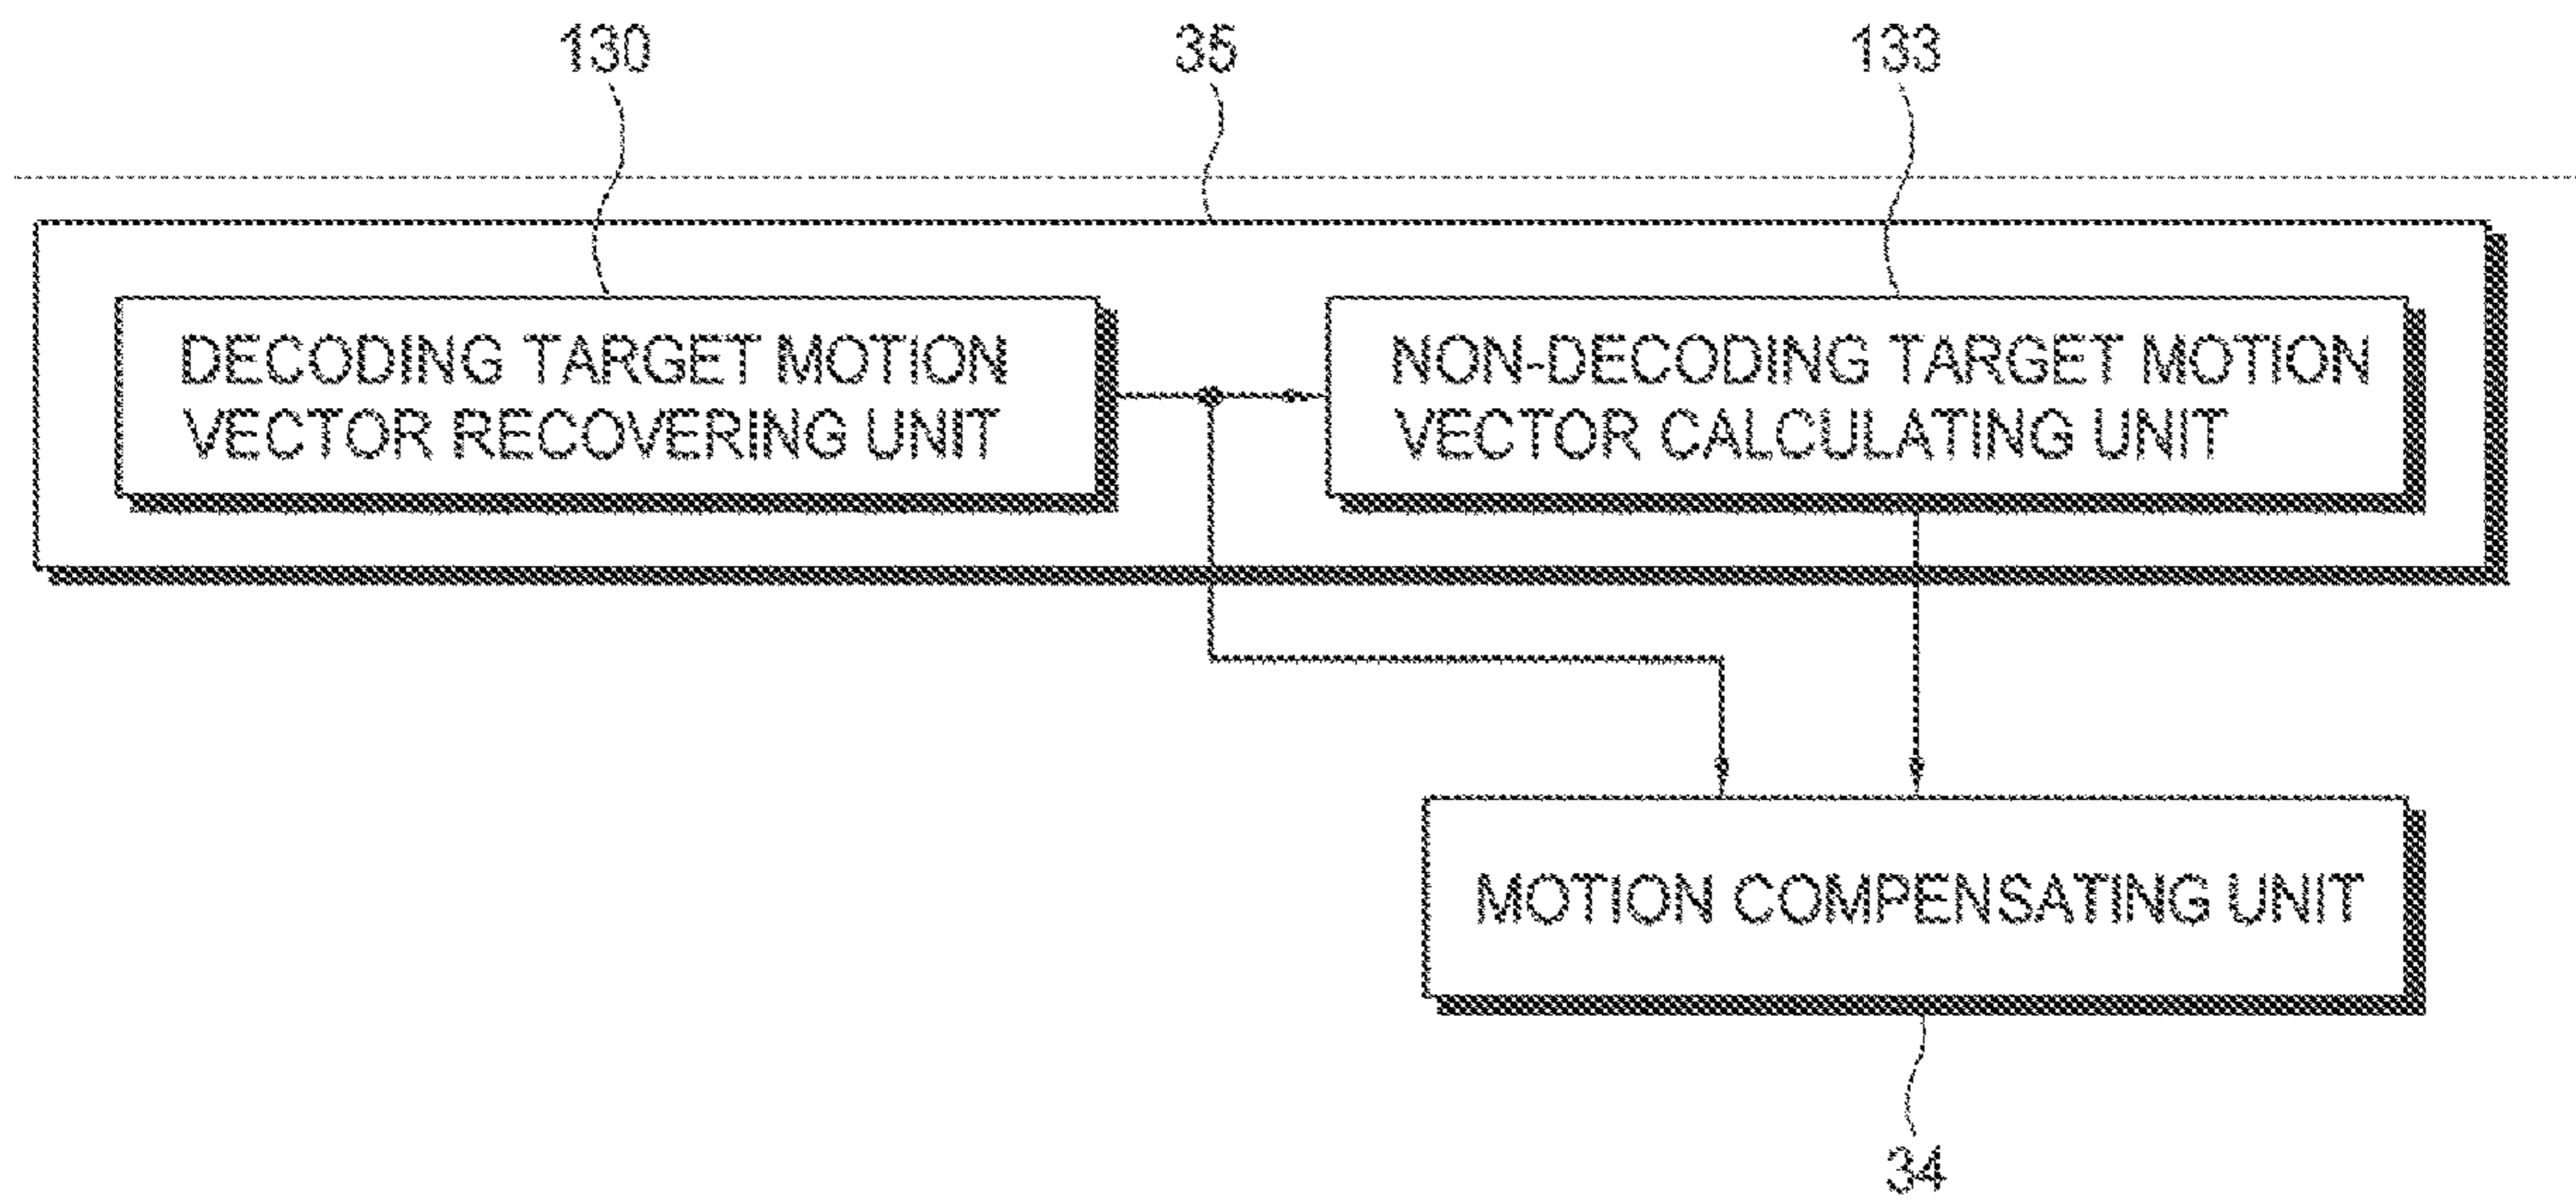 130
35
133
DECODING TARGET MOTION
VECTOR RECOVERING UNIT
NON-DECODING TARGET MOTION
VECTOR CALCULATING UNIT
MOTION COMPENSATING UNIT
34